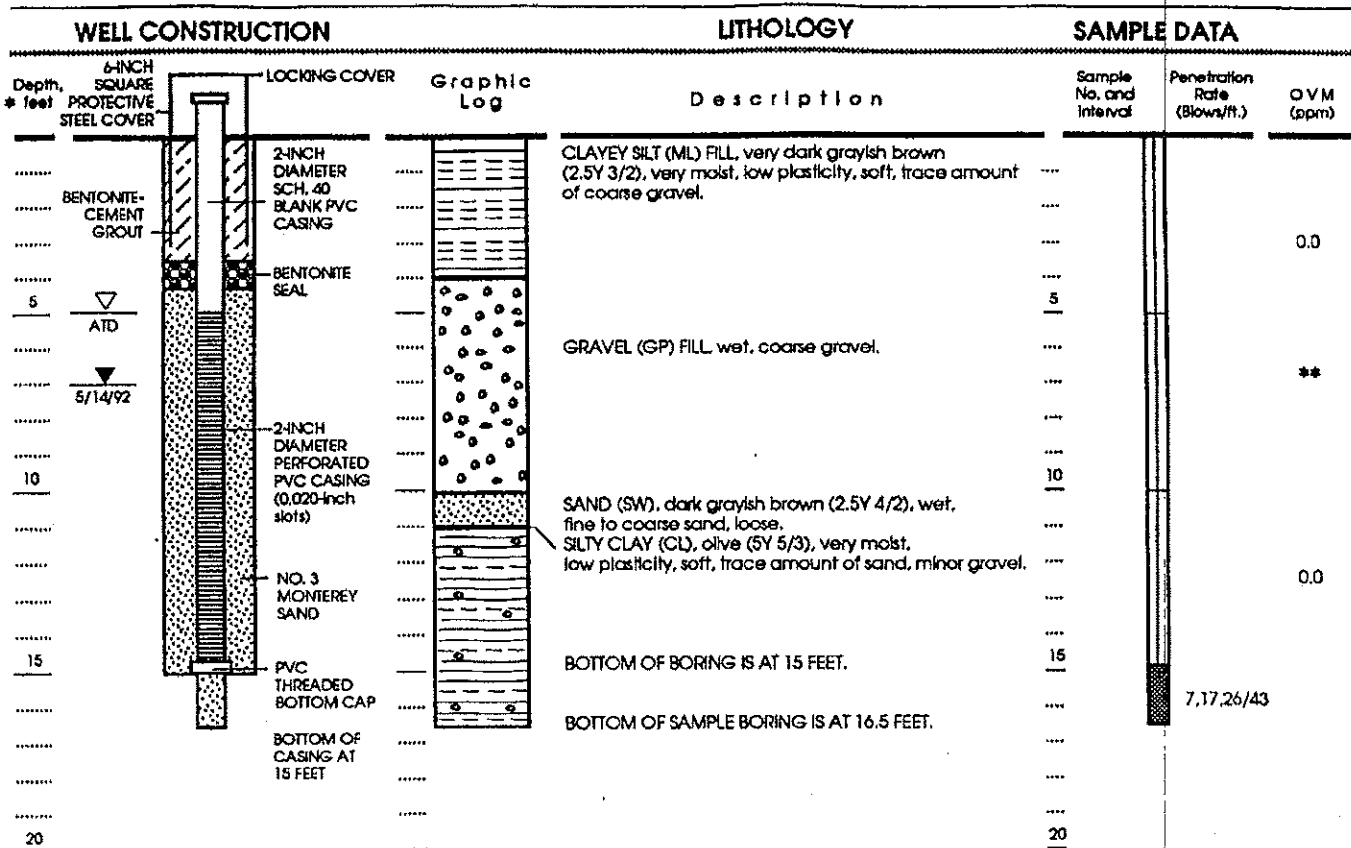 WELL CONSTRUCTION
LITHOLOGY
SAMPLE DATA
Depth,
* feet
6-INCH
SQUARE
PROTECTIVE
STEEL COVER
LOCKING COVER
Graphic
Log
Description
Sample
No. and
Interval
Penetration
Rate
(Blows/ft.)
OVM
(ppm)
2-INCH
DIAMETER
SCH. 40
BLANK PVC
CASING
BENTONITE-
CEMENT
GROUT
BENTONITE
SEAL
5
ATD
5/14/92
2-INCH
DIAMETER
PERFORATED
PVC CASING
(0.020-inch
slots)
10
NO. 3
MONTEREY
SAND
15
PVC
THREADED
BOTTOM CAP
BOTTOM OF
CASING AT
15 FEET
20
CLAYEY SILT (ML) FILL, very dark grayish brown
(2.5Y 3/2), very moist, low plasticity, soft, trace amount
of coarse gravel.
GRAVEL (GP) FILL wet, coarse gravel.
SAND (SW), dark grayish brown (2.5Y 4/2), wet,
fine to coarse sand, loose.
SILTY CLAY (CL), olive (5Y 5/3), very moist,
low plasticity, soft, trace amount of sand, minor gravel.
BOTTOM OF BORING IS AT 15 FEET.
BOTTOM OF SAMPLE BORING IS AT 16.5 FEET.
5
10
15
20
7,17,26/43
0.0
**
0.0